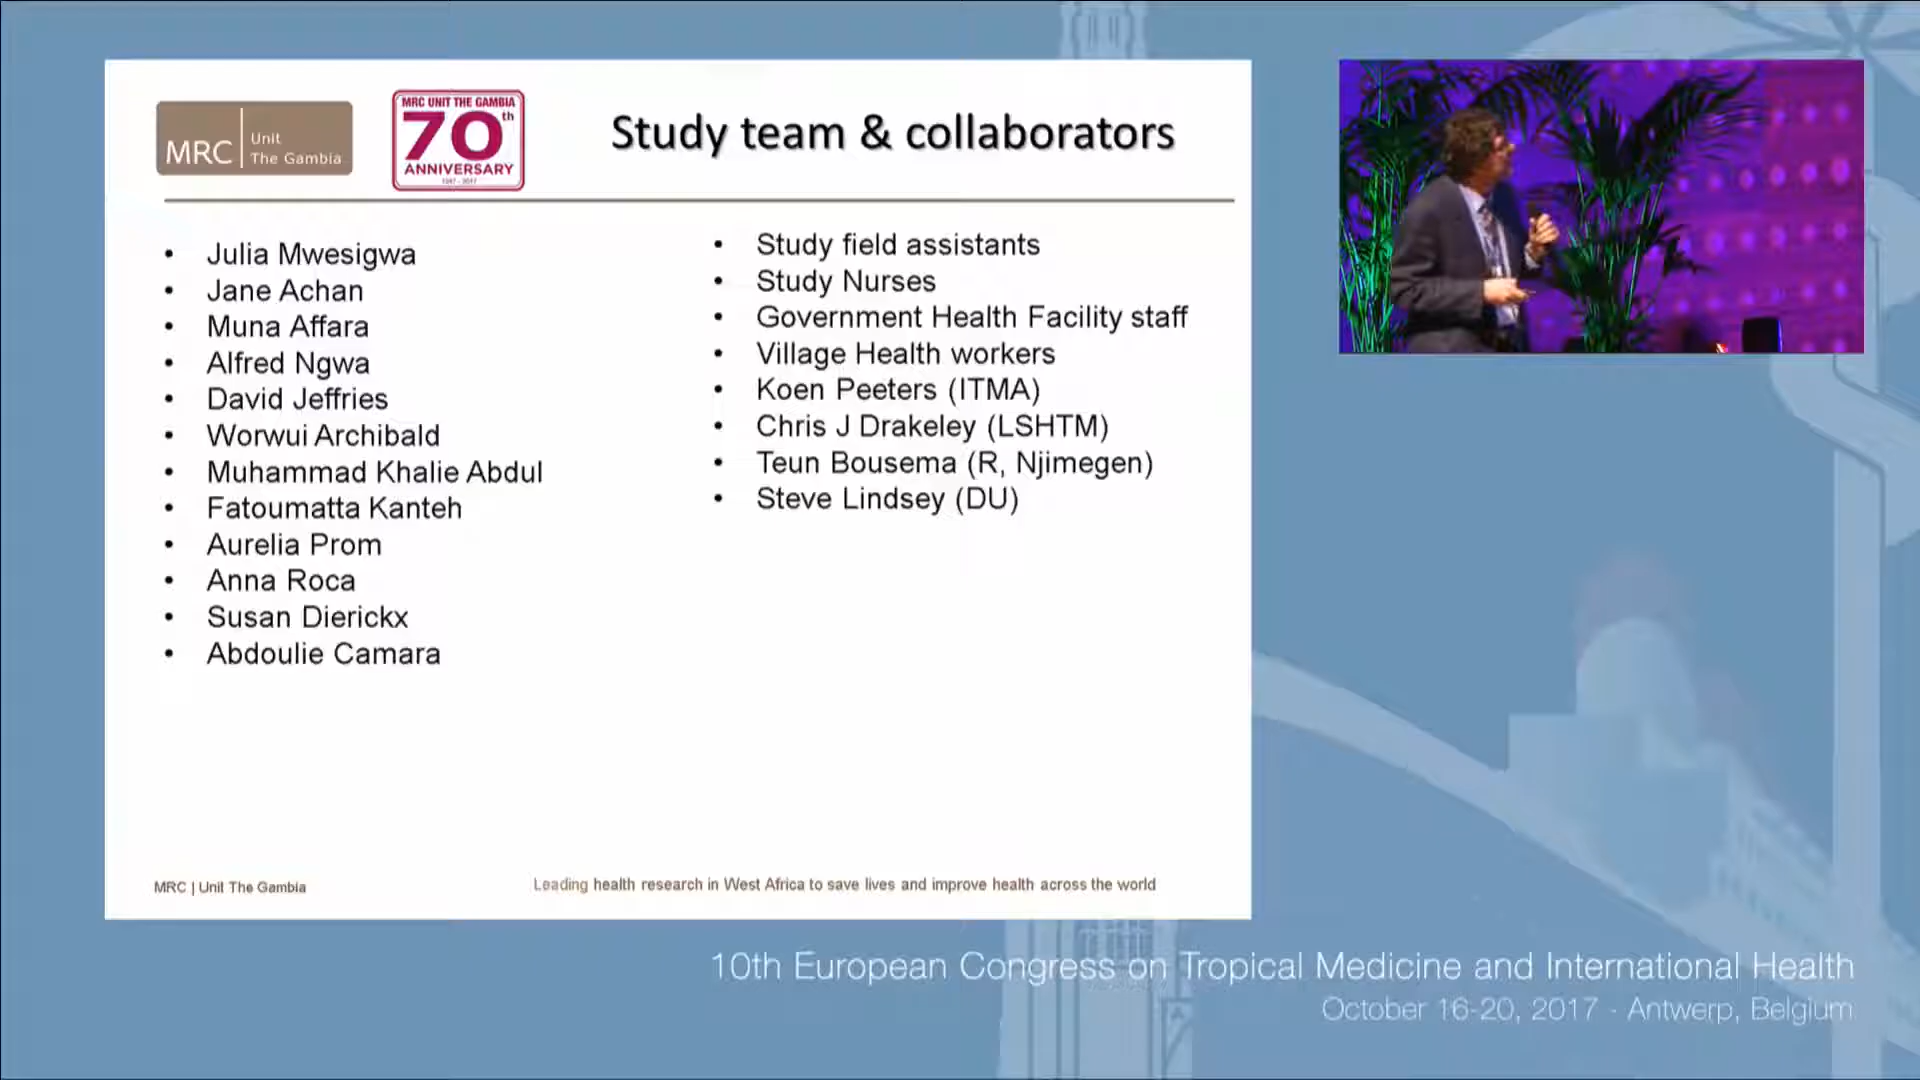 MRC
Unit
The Gambia
MRC UNIT THE GAMBIA
70th
ANNIVERSARY
1947 - 2017
Study team & collaborators
• Julia Mwesigwa
• Jane Achan
• Muna Affara
• Alfred Ngwa
• David Jeffries
• Worwui Archibald
• Muhammad Khalie Abdul
• Fatoumatta Kanteh
• Aurelia Prom
• Anna Roca
• Susan Dierickx
• Abdoulie Camara
• Study field assistants
• Study Nurses
• Government Health Facility staff
• Village Health workers
• Koen Peeters (ITMA)
• Chris J Drakeley (LSHTM)
• Teun Bousema (R, Njimegen)
• Steve Lindsey (DU)
MRC | Unit The Gambia
Leading health research in West Africa to save lives and improve health across the world
10th European Congress on Tropical Medicine and International Health
October 16-20, 2017 - Antwerp, Belgium